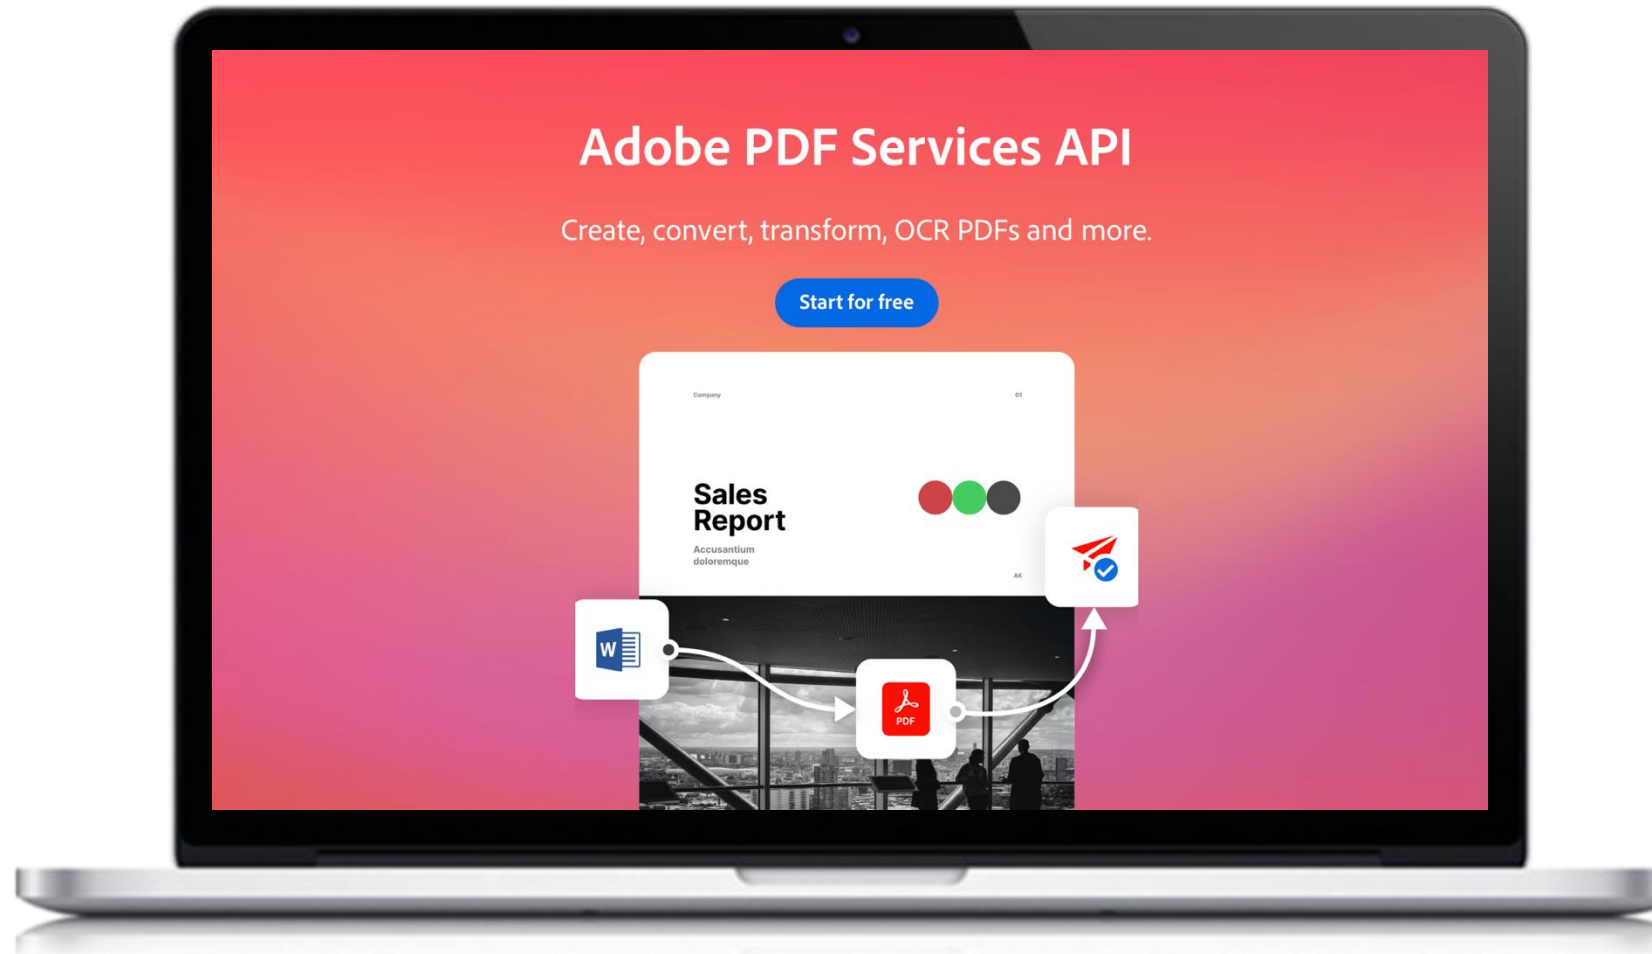 Adobe PDF Services API
Create, convert, transform, OCR PDFs and more.
Start for free
Company
01
Sales
Report
Accusantium
doloremque
AK
W
PDF